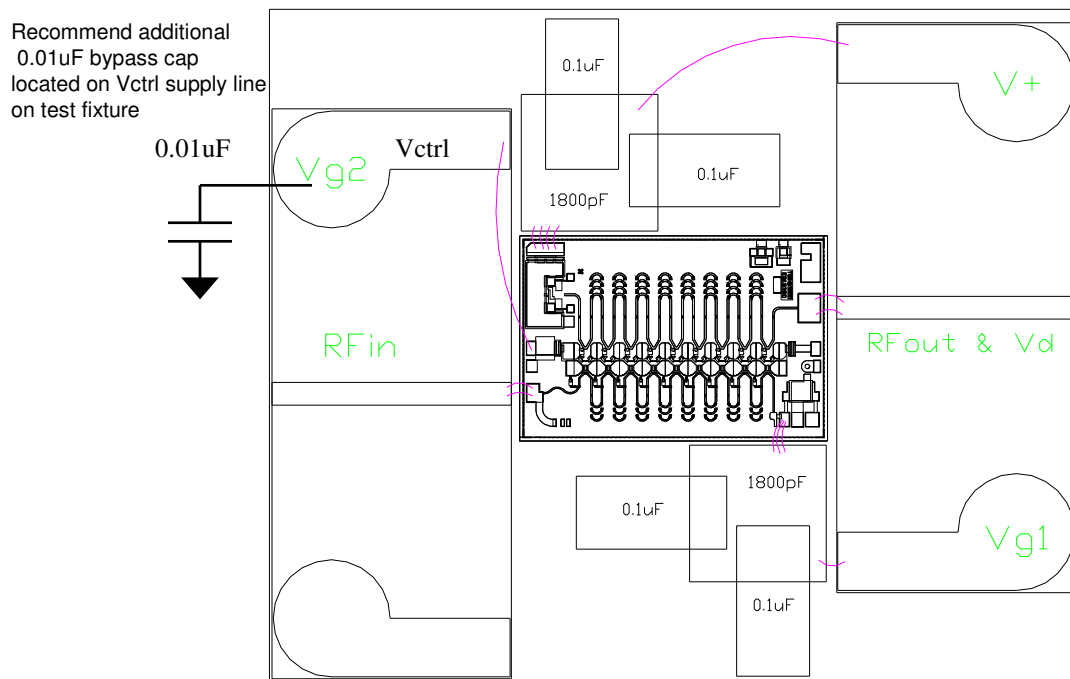 Recommend additional
0.01uF bypass cap
located on Vctrl supply line
on test fixture
0.01uF
Vctrl
Vg2
0.1uF
V+
0.1uF
1800pF
RFin
RFout & Vd
1800pF
0.1uF
Vg1
0.1uF